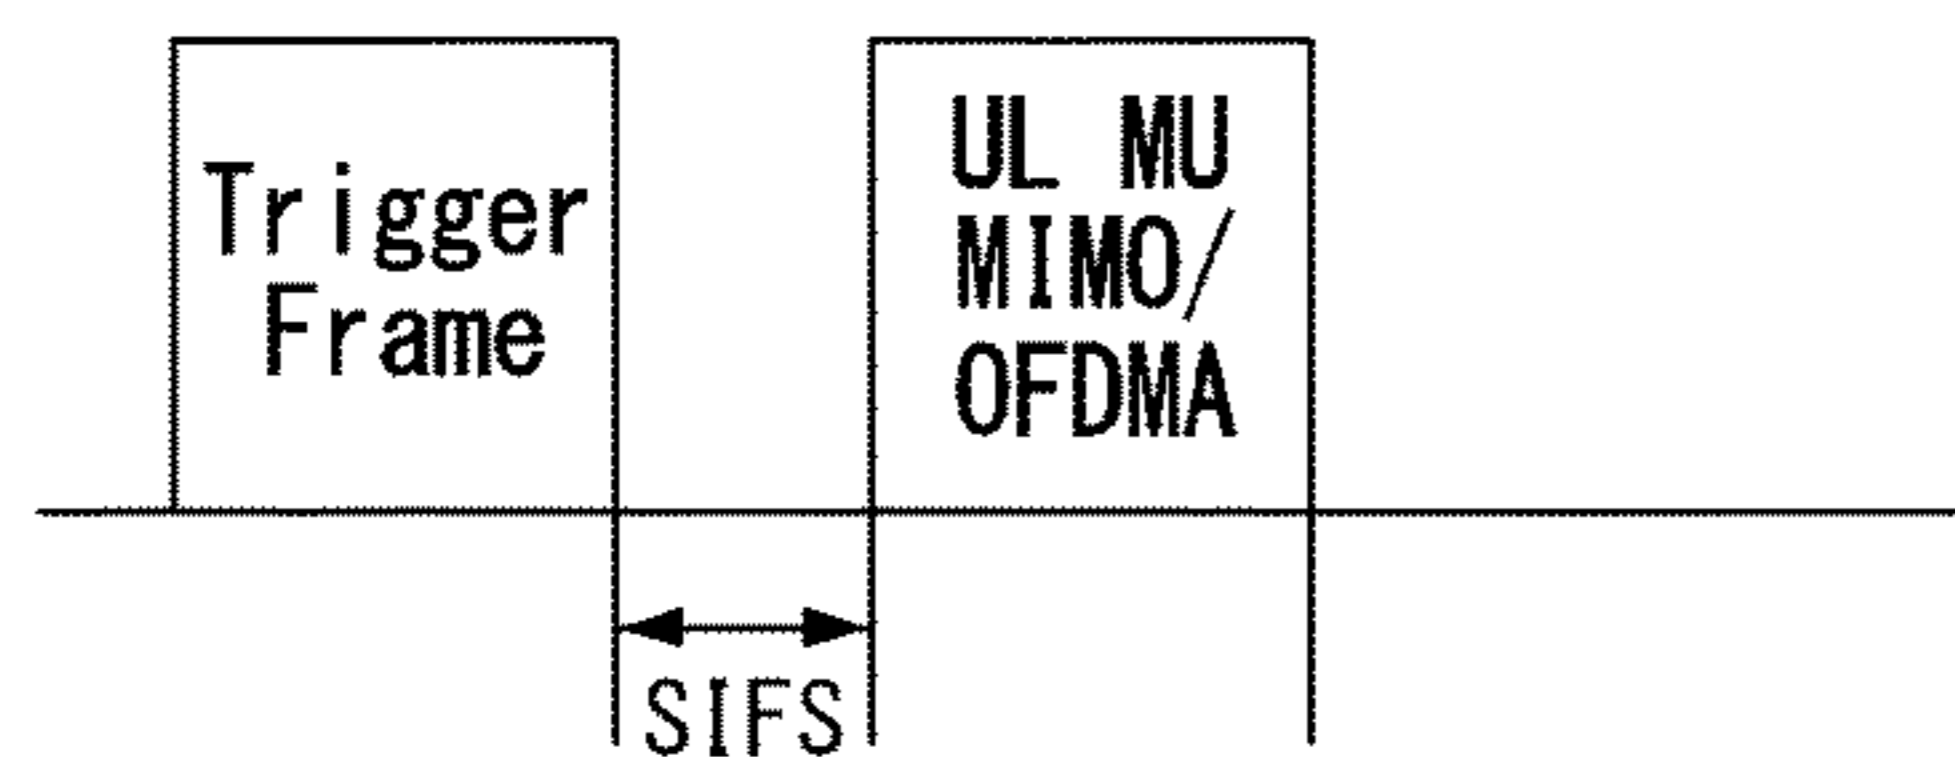 Trigger
Frame
UL MU
MIMO/
OFDMA
SIFS